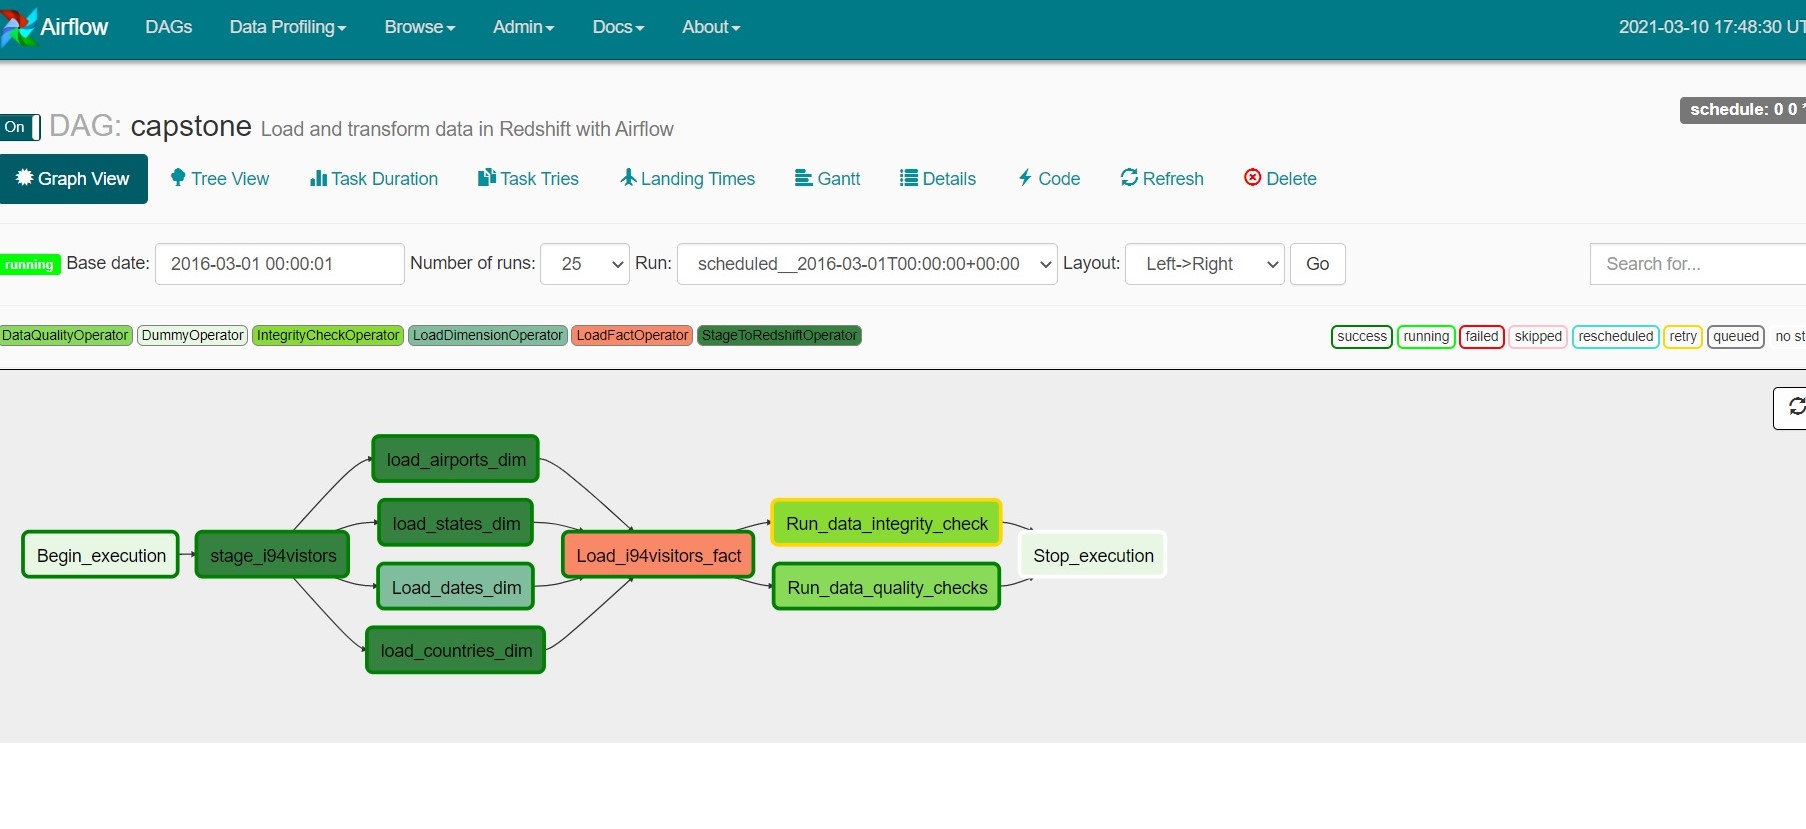 Airflow DAGs Data Profiling Browse Admin Docs About 2021-03-10 17:48:30
schedule: 0 0
On DAG: capstone Load and transform data in Redshift with Airflow
Graph View Tree View Task Duration Task Tries Landing Times Gantt Details Code Refresh Delete
running Base date: 2016-03-01 00:00:01 Number of runs: 25 Run: scheduled__2016-03-01T00:00:00+00:00 Layout: Left->Right Go Search for...
DataQualityOperator DummyOperator IntegrityCheckOperator LoadDimensionOperator LoadFactOperator StageToRedshiftOperator success running failed skipped rescheduled retry queued no st
load_airports_dim
load_states_dim Run_data_integrity_check
Begin_execution stage_i94vistors Load_i94visitors_fact Stop_execution
Load_dates_dim Run_data_quality_checks
load_countries_dim